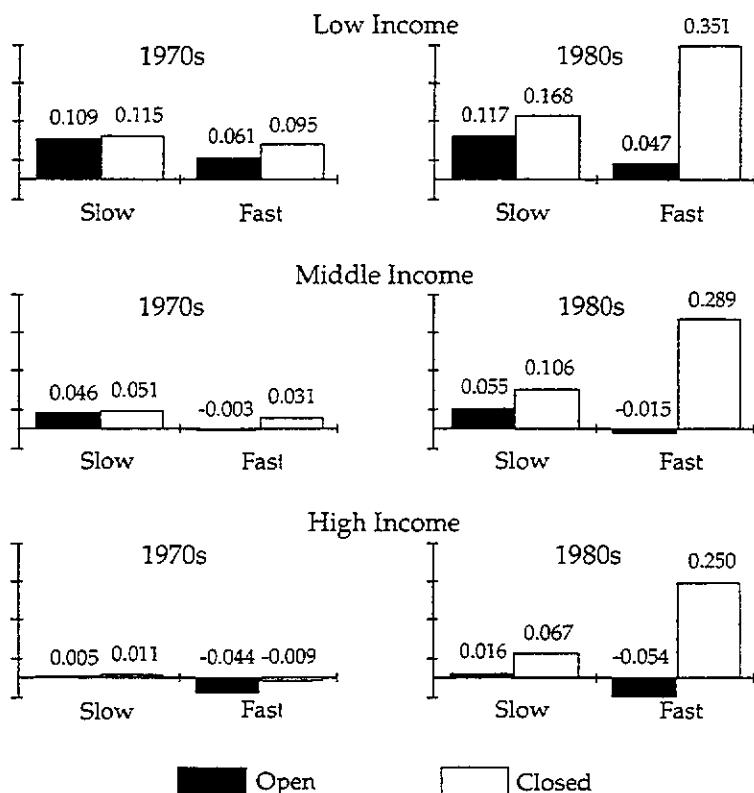 Low Income
1970s 1980s
0.109 0.115 0.061 0.095 0.117 0.168 0.047 0.351
Slow Fast Slow Fast
Middle Income
1970s 1980s
0.046 0.051 -0.003 0.031 0.055 0.106 -0.015 0.289
Slow Fast Slow Fast
High Income
1970s 1980s
0.005 0.011 -0.044 -0.009 0.016 0.067 -0.054 0.250
Slow Fast Slow Fast
Open Closed